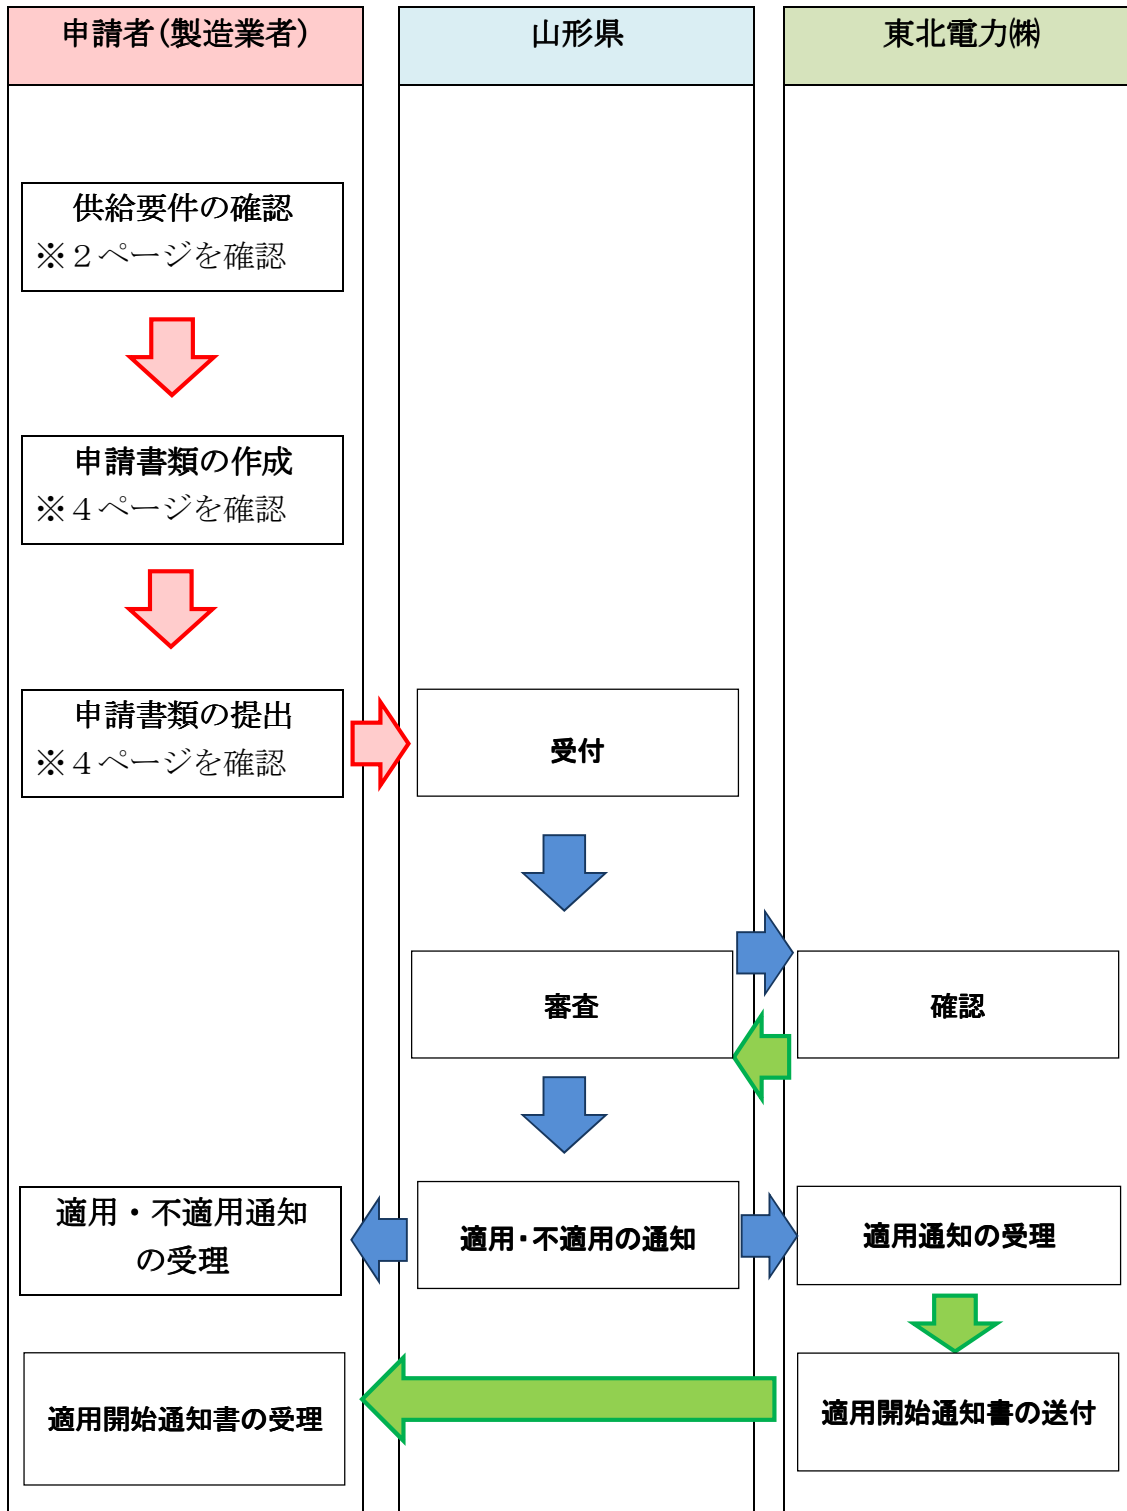 申請者(製造業者)
山形県
東北電力㈱
供給要件の確認
※２ページを確認
申請書類の作成
※４ページを確認
申請書類の提出
※４ページを確認
受付
審査
確認
適用・不適用通知
の受理
適用・不適用の通知
適用通知の受理
適用開始通知書の受理
適用開始通知書の送付